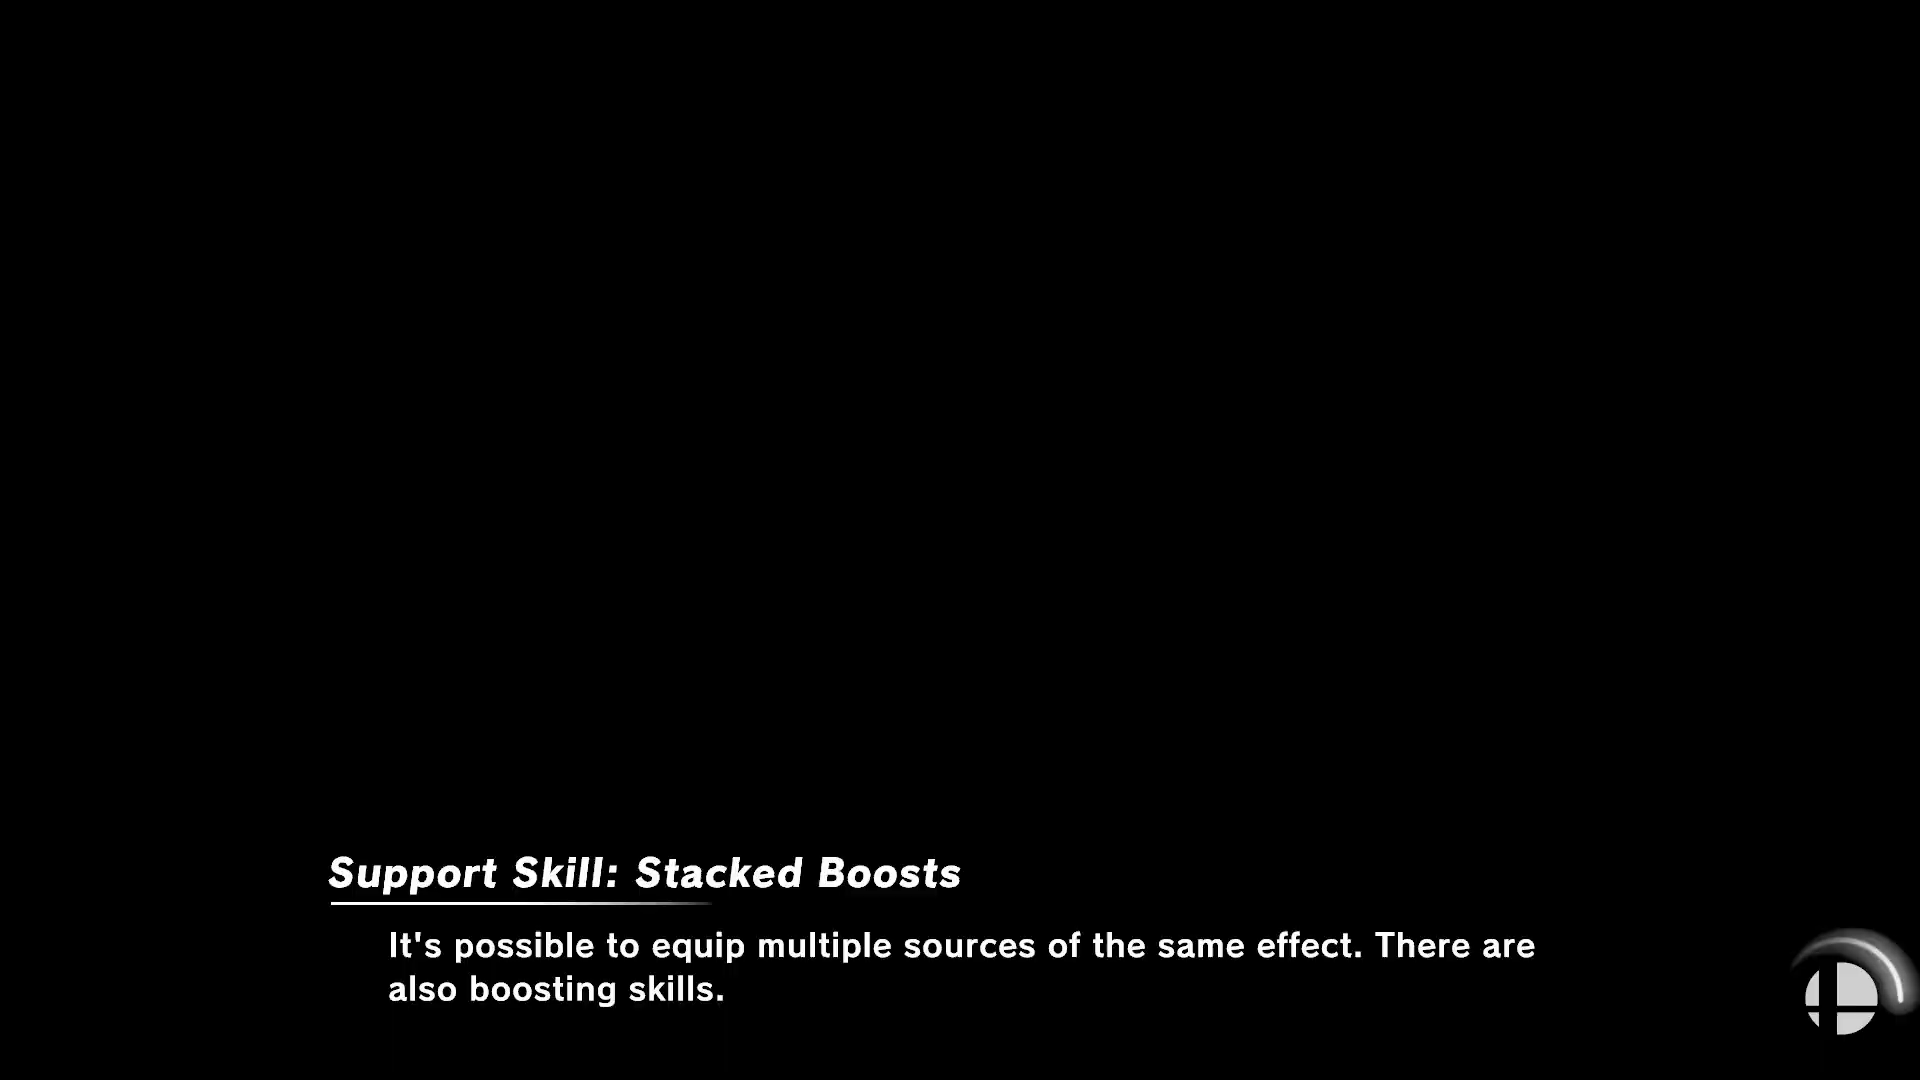 Support Skill: Stacked Boosts
It's possible to equip multiple sources of the same effect. There are
also boosting skills.